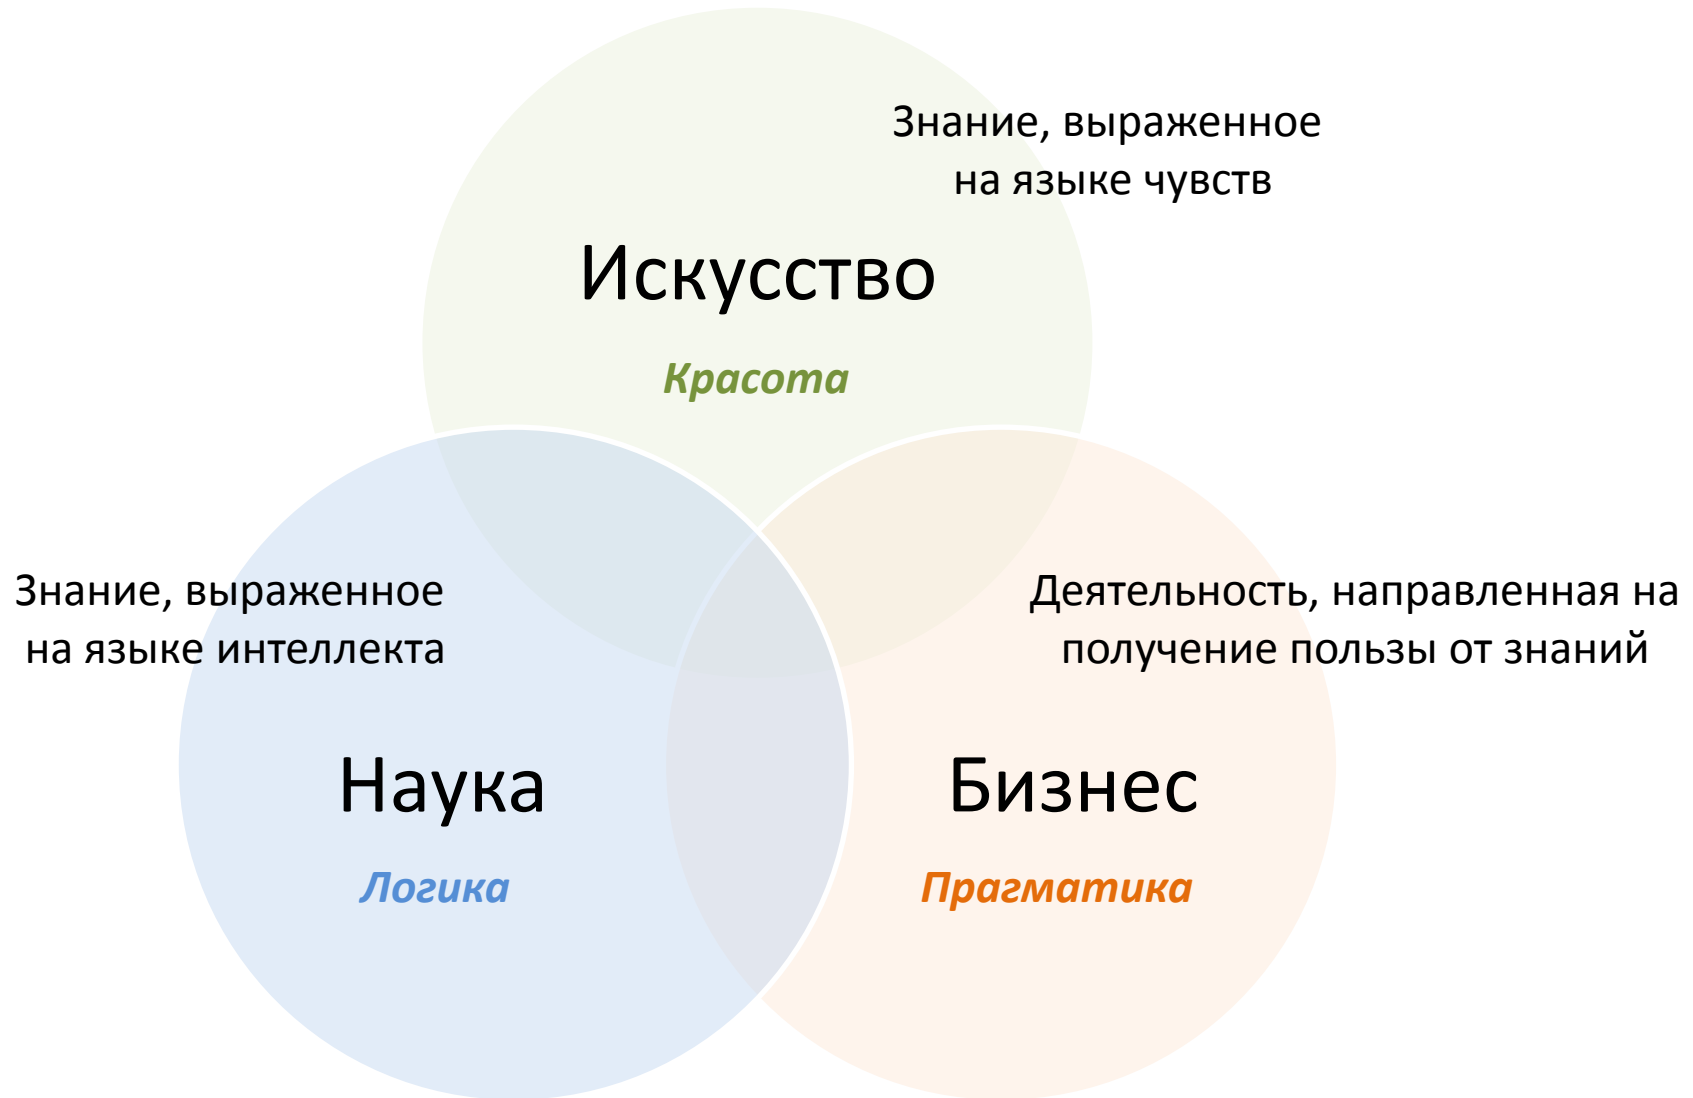 Знание, выраженное
на языке чувств
Искусство
Красота
Знание, выраженное
на языке интеллекта
Деятельность, направленная на
получение пользы от знаний
Наука
Бизнес
Логика
Прагматика